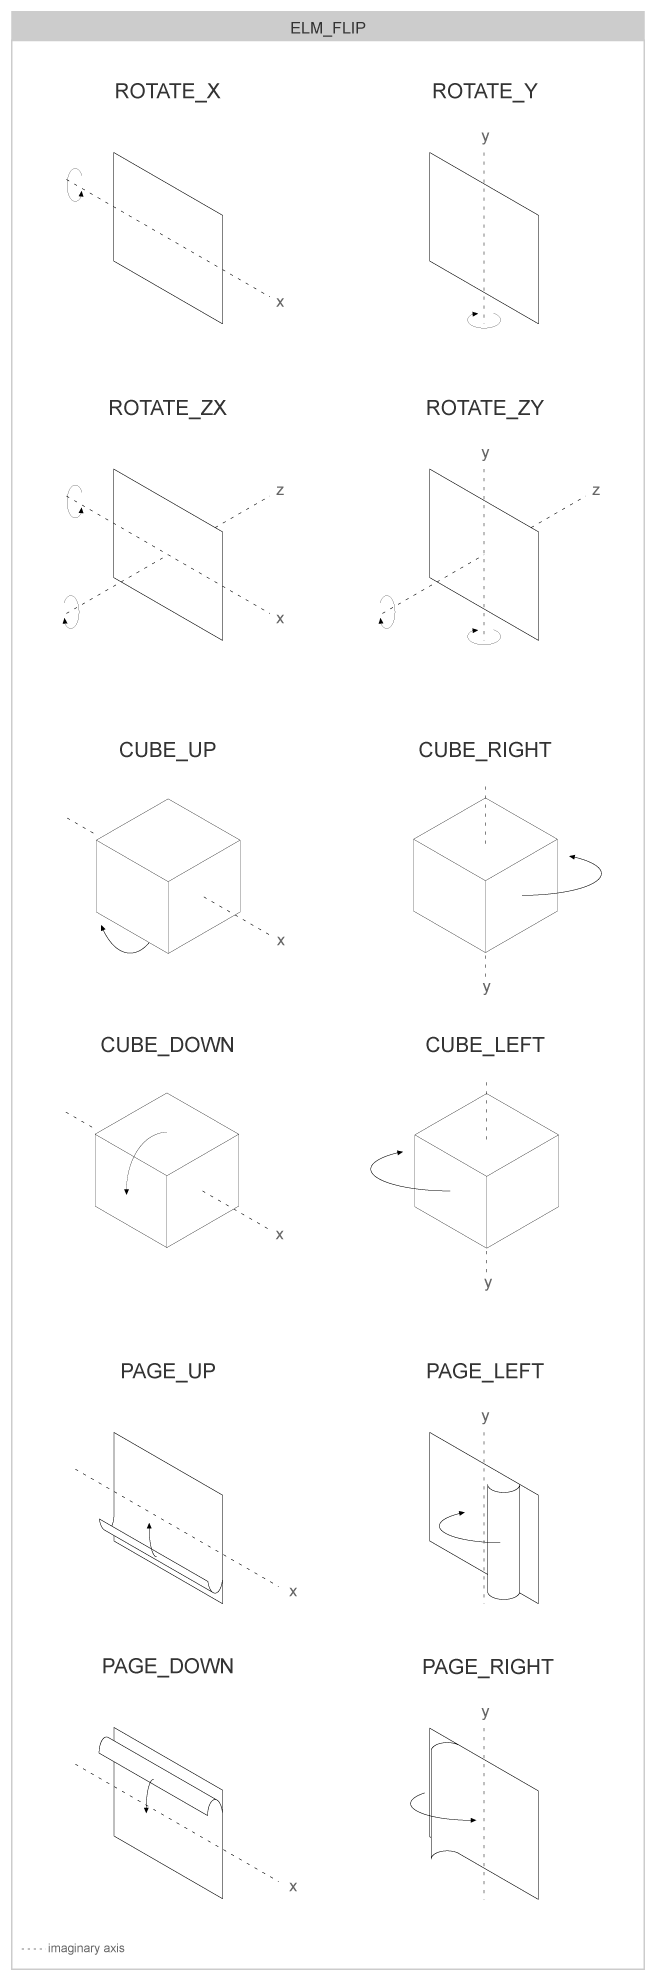 ELM_FLIP
ROTATE_X
ROTATE_Y
y
x
ROTATE_ZX
ROTATE_ZY
y
z
z
x
CUBE_UP
CUBE_RIGHT
x
y
CUBE_DOWN
CUBE_LEFT
x
y
PAGE_UP
PAGE_LEFT
y
x
PAGE_DOWN
PAGE_RIGHT
y
x
imaginary axis